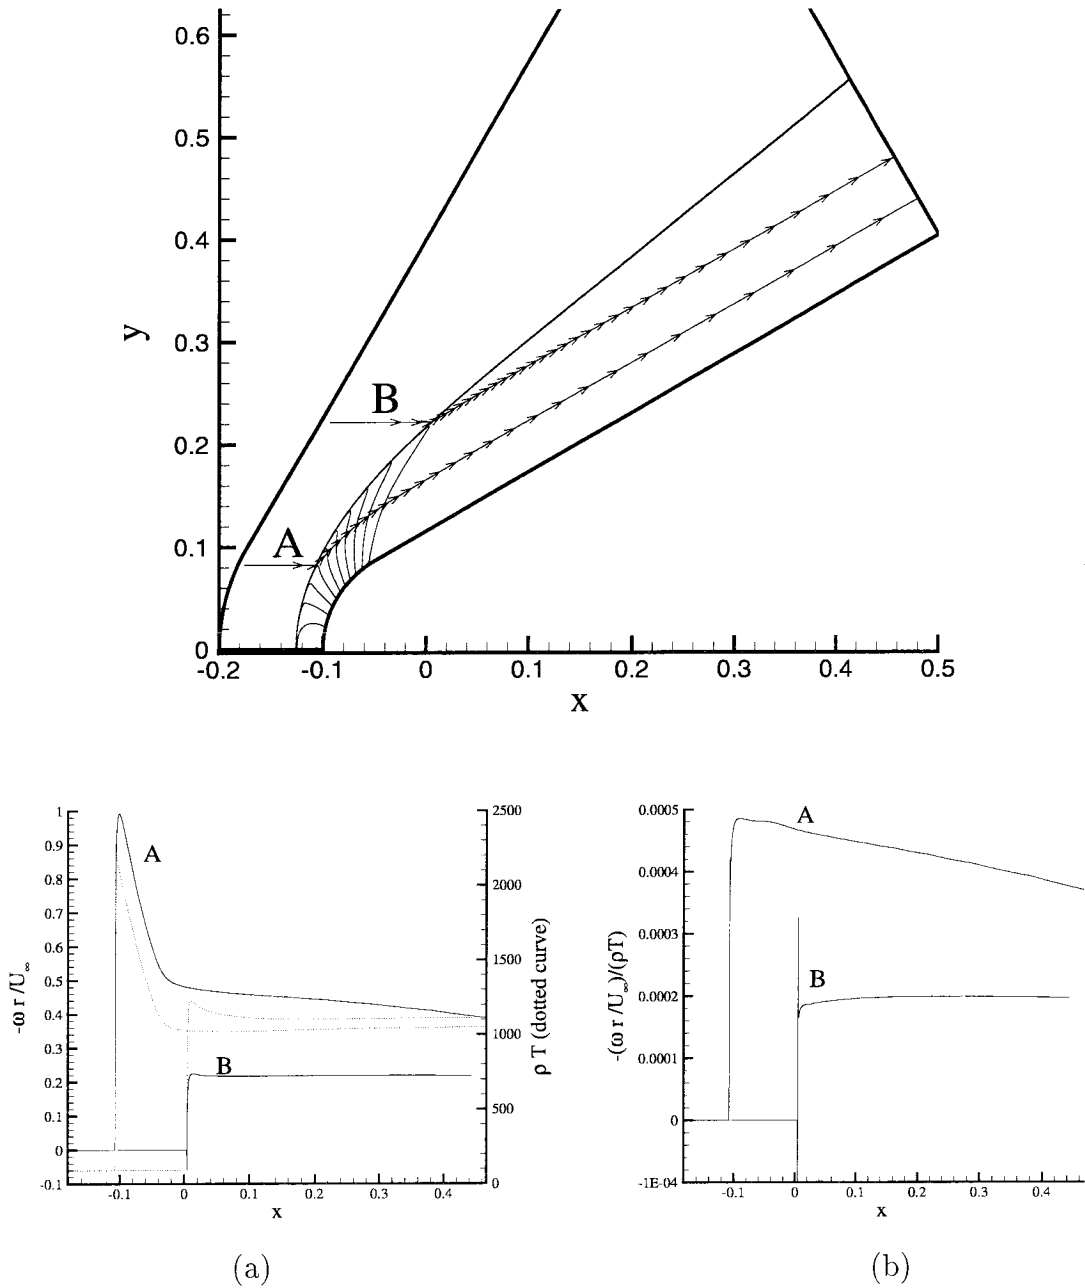 0.6
0.5
0.4
0.3
0.2
0.1
0
y
B
A
-0.2 -0.1 0 0.1 0.2 0.3 0.4 0.5
x
1
0.9
0.8
0.7
0.6
0.5
0.4
0.3
0.2
0.1
0
-0.1
-ω r /U∞
A
B
2500
2000
1500
1000
500
0
ρ T (dotted curve)
-0.1 0 0.1 0.2 0.3 0.4
x
(a)
0.0005
0.0004
0.0003
0.0002
0.0001
0
-1E-04
-(ω r /U∞)/(ρT)
A
B
-0.1 0 0.1 0.2 0.3 0.4
x
(b)